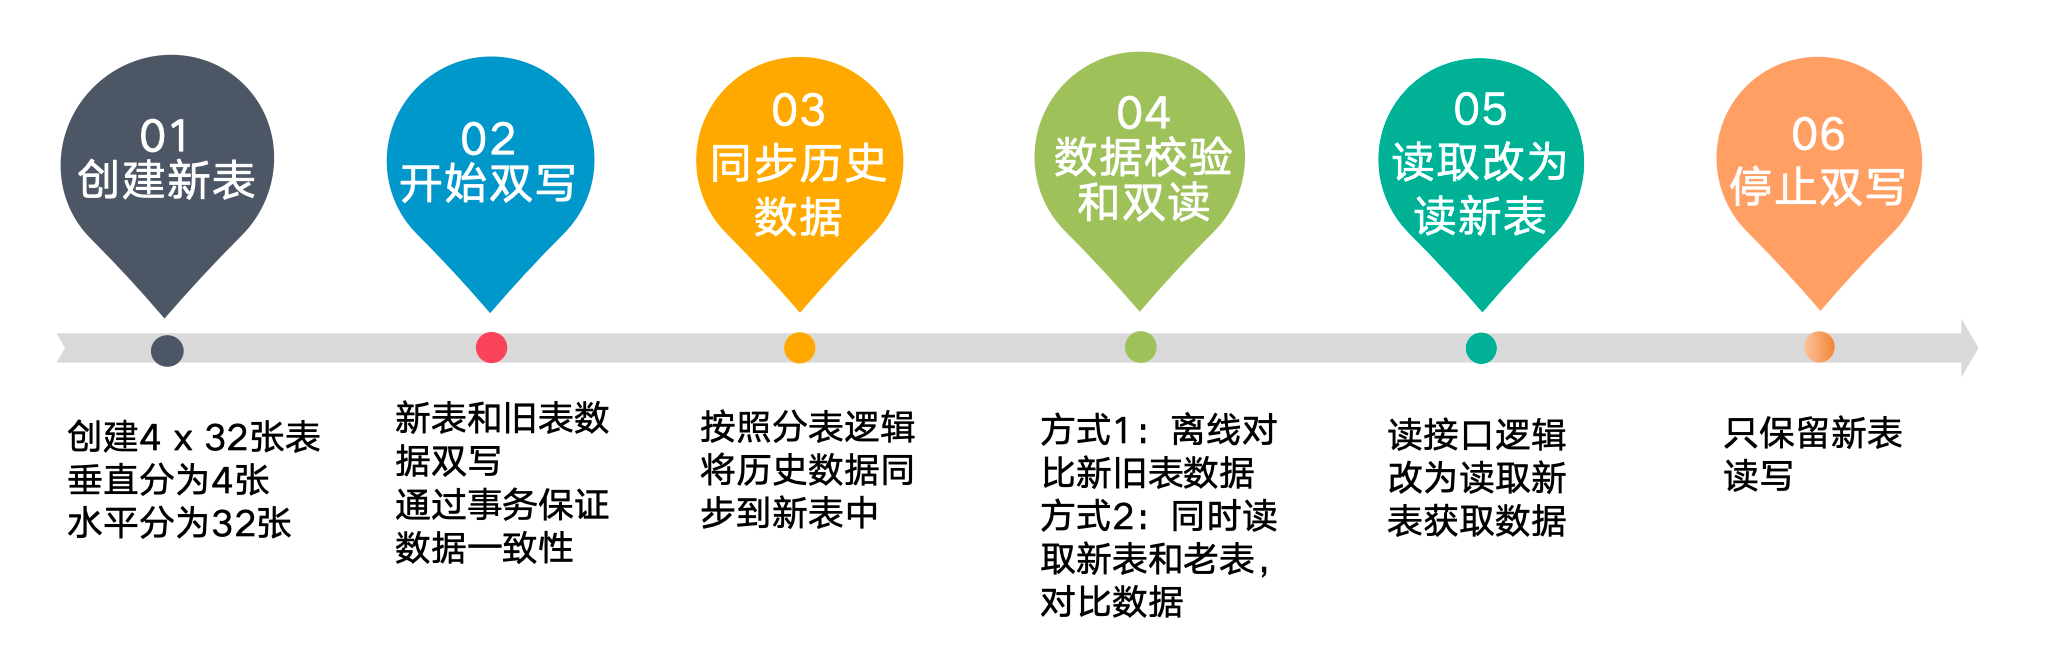 01
创建新表
02
开始双写
03
同步历史
数据
04
数据校验
和双读
05
读取改为
读新表
06
停止双写
创建4 x 32张表
垂直分为4张
水平分为32张
新表和旧表数
据双写
通过事务保证
数据一致性
按照分表逻辑
将历史数据同
步到新表中
方式1：离线对
比新旧表数据
方式2：同时读
取新表和老表，
对比数据
读接口逻辑
改为读取新
表获取数据
只保留新表
读写